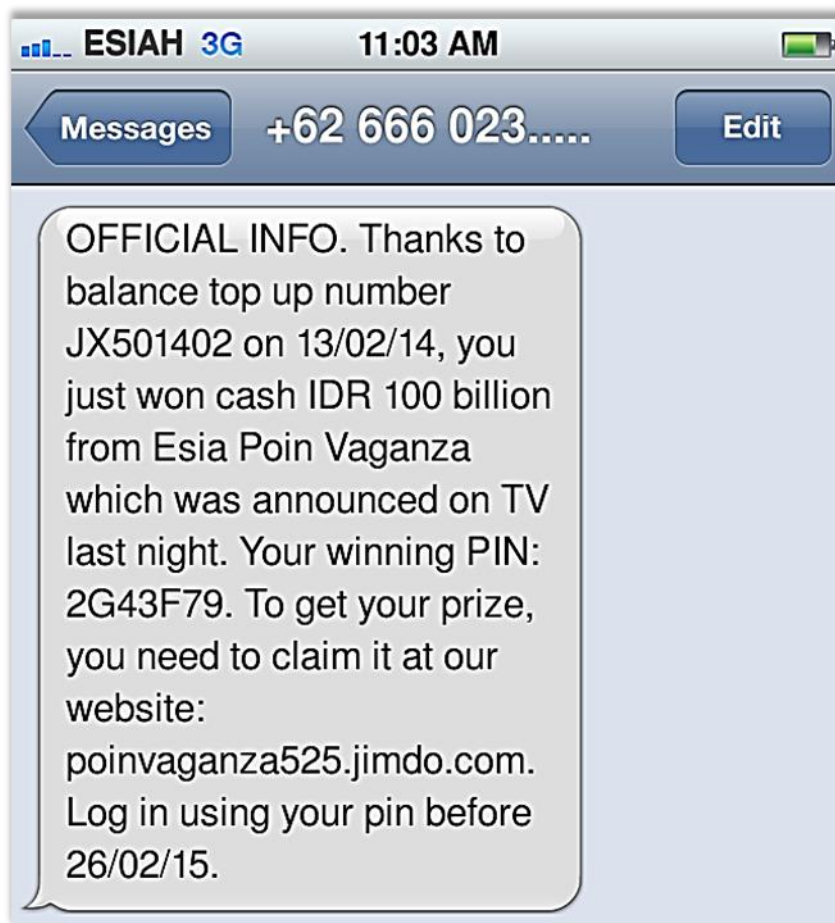 ESIAH 3G 11:03 AM
Messages +62 666 023..... Edit
OFFICIAL INFO. Thanks to
balance top up number
JX501402 on 13/02/14, you
just won cash IDR 100 billion
from Esia Poin Vaganza
which was announced on TV
last night. Your winning PIN:
2G43F79. To get your prize,
you need to claim it at our
website:
poinvaganza525.jimdo.com.
Log in using your pin before
26/02/15.